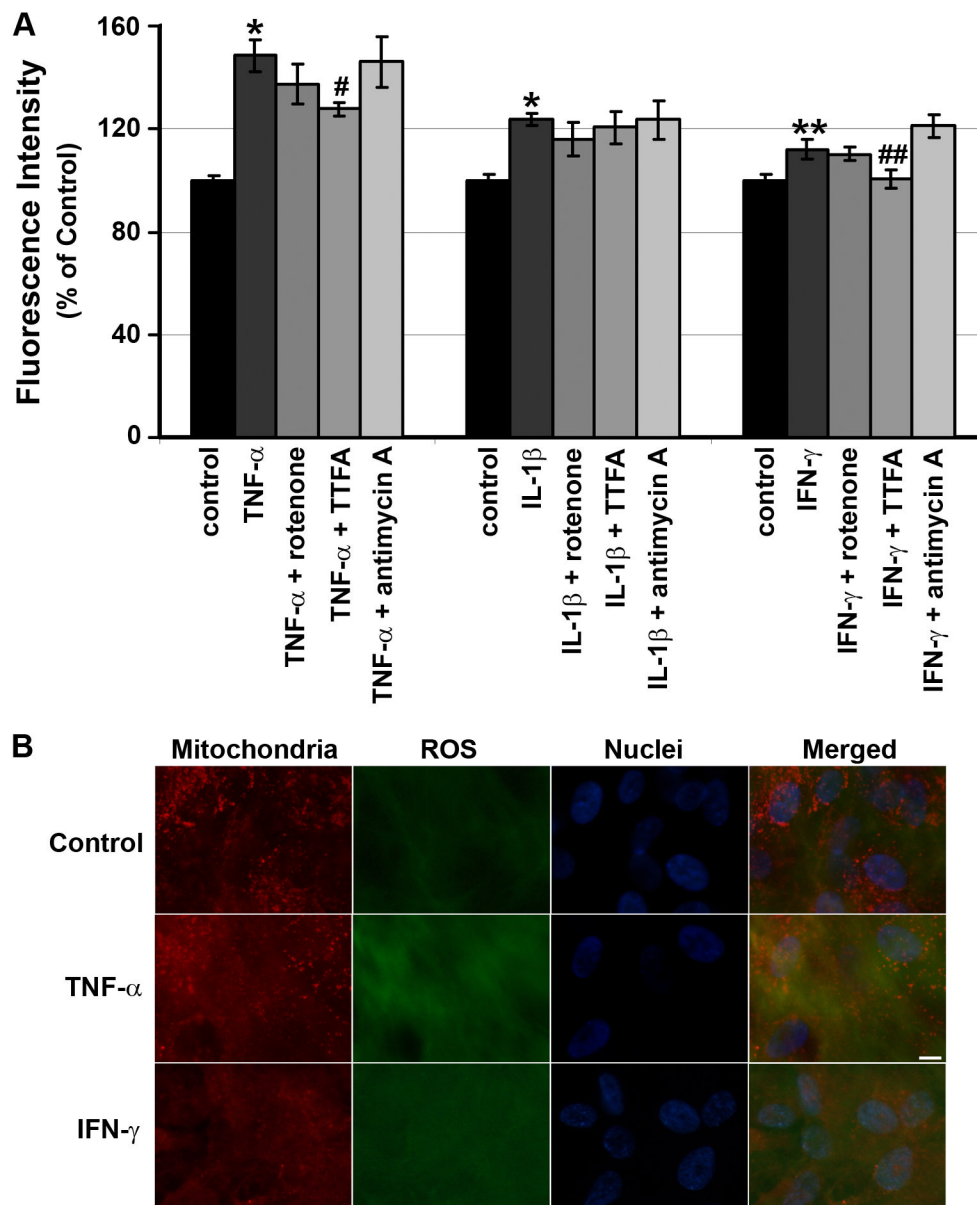 A
Fluorescence Intensity
(% of Control)
160
120
80
40
0
*
#
*
**
##
control
TNF-α
TNF-α + rotenone
TNF-α + TTFA
TNF-α + antimycin A
control
IL-1β
IL-1β + rotenone
IL-1β + TTFA
IL-1β + antimycin A
control
IFN-γ
IFN-γ + rotenone
IFN-γ + TTFA
IFN-γ + antimycin A
B
Mitochondria ROS Nuclei Merged
Control
TNF-α
IFN-γ